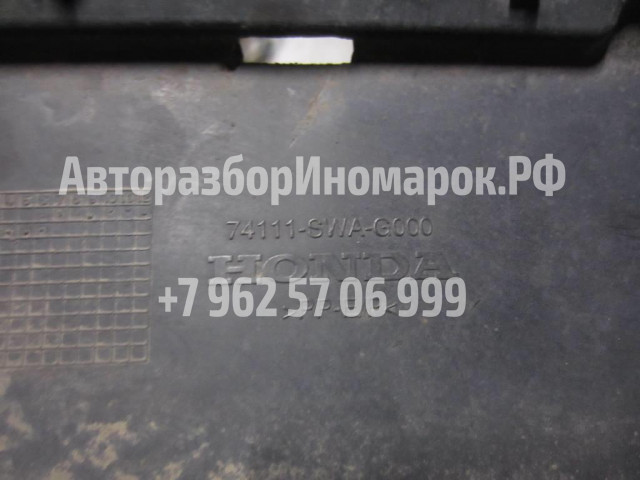 АвторазборИномарок.РФ
74111-SWA-G000
HONDA
+7 962 57 06 999